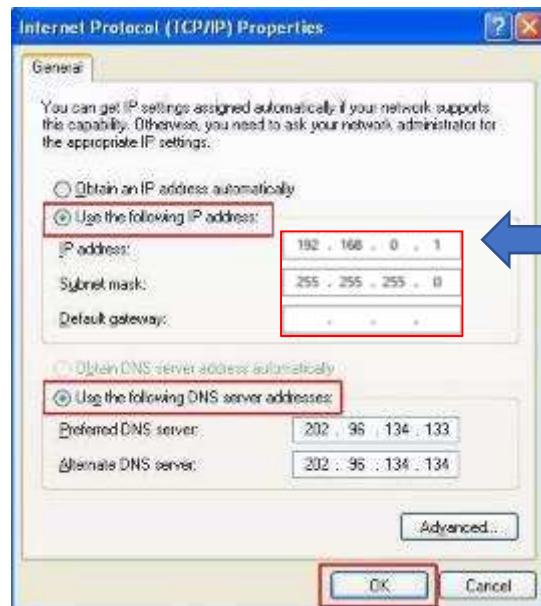 Internet Protocol (TCP/IP) Properties
General
You can get IP settings assigned automatically if your network supports
this capability. Otherwise, you need to ask your network administrator for
the appropriate IP settings.
Obtain an IP address automatically
Use the following IP address:
IP address: 192 . 168 . 0 . 1
Subnet mask: 255 . 255 . 255 . 0
Default gateway: . . .
Obtain DNS server address automatically
Use the following DNS server addresses:
Preferred DNS server: 202 . 96 . 134 . 133
Alternate DNS server: 202 . 96 . 134 . 134
Advanced...
OK Cancel